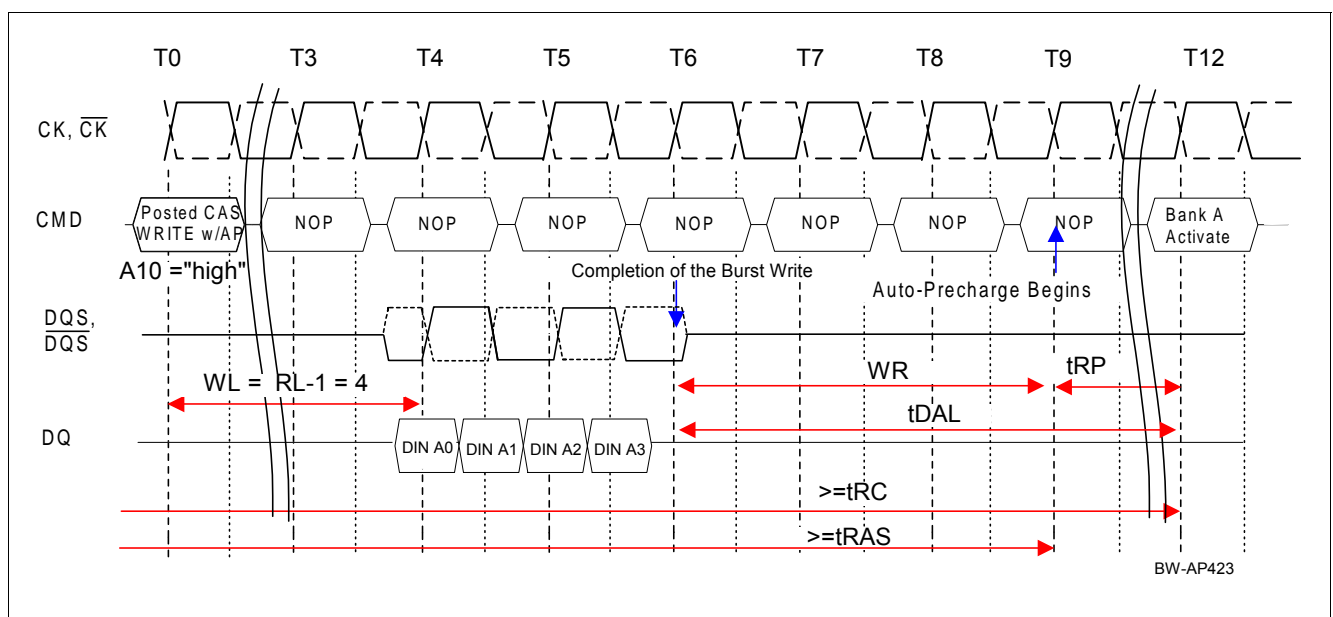 T0 T3 T4 T5 T6 T7 T8 T9 T12
CK, CK
CMD
Posted CAS
WRITE w/AP
NOP NOP NOP NOP NOP NOP NOP
Bank A
Activate
A10 ="high"
Completion of the Burst Write
Auto-Precharge Begins
DQS,
DQS
WL = RL-1 = 4
WR
tRP
tDAL
DQ
DIN A0 DIN A1 DIN A2 DIN A3
>=tRC
>=tRAS
BW-AP423